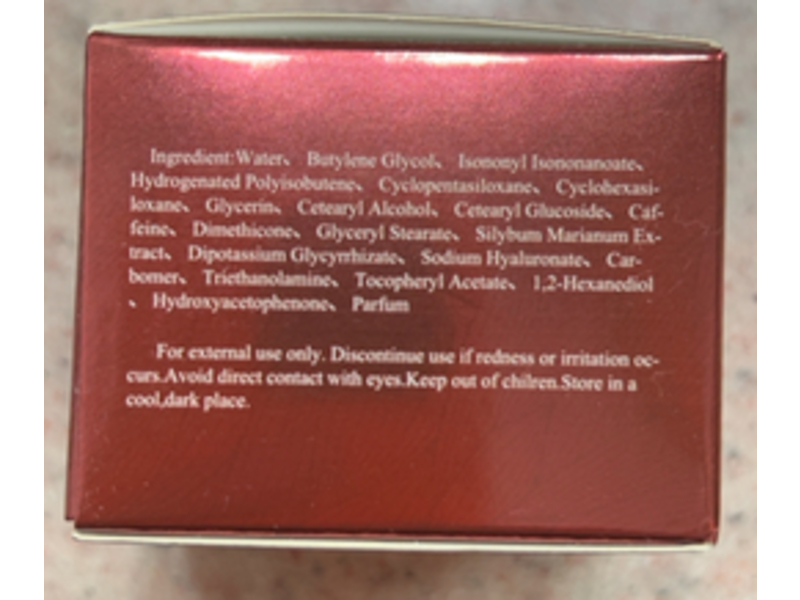 Ingredient:Water、 Butylene Glycol、 Isononyl Isononanoate、
Hydrogenated Polyisobutene、 Cyclopentasiloxane、 Cyclohexasi-
loxane、 Glycerin、 Cetearyl Alcohol、 Cetearyl Glucoside、 Caf-
feine、 Dimethicone、 Glyceryl Stearate、 Silybum Marianum Ex-
tract、 Dipotassium Glycyrrhizate、 Sodium Hyaluronate、 Car-
bomer、 Triethanolamine、 Tocopheryl Acetate、 1,2-Hexanediol
、 Hydroxyacetophenone、 Parfum
For external use only. Discontinue use if redness or irritation oc-
curs.Avoid direct contact with eyes.Keep out of chilren.Store in a
cool,dark place.